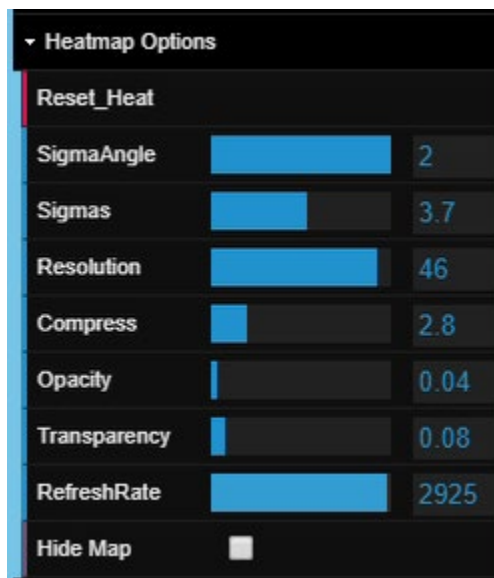 Heatmap Options
Reset_Heat
SigmaAngle 2
Sigmas 3.7
Resolution 46
Compress 2.8
Opacity 0.04
Transparency 0.08
RefreshRate 2925
Hide Map